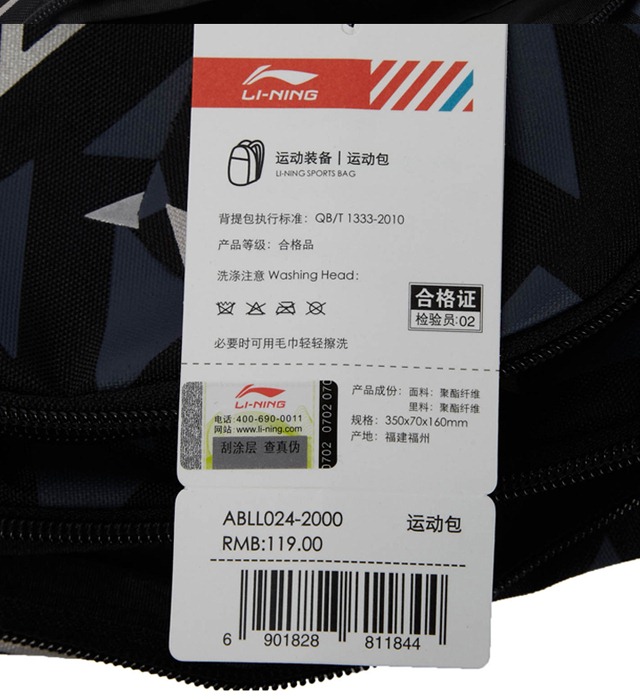 LI-NING
运动装备 | 运动包
LI-NING SPORTS BAG
背提包执行标准: QB/T 1333-2010
产品等级: 合格品
洗涤注意 Washing Head:
合格证
检验员:02
必要时可用毛巾轻轻擦洗
LI-NING
电话:400-690-0011
网站:www.li-ning.com
刮涂层 查真伪
0702 0702 070
产品成份: 面料: 聚酯纤维
里料: 聚酯纤维
规格: 350x70x160mm
产地: 福建福州
ABLL024-2000 运动包
RMB:119.00
6 901828 811844